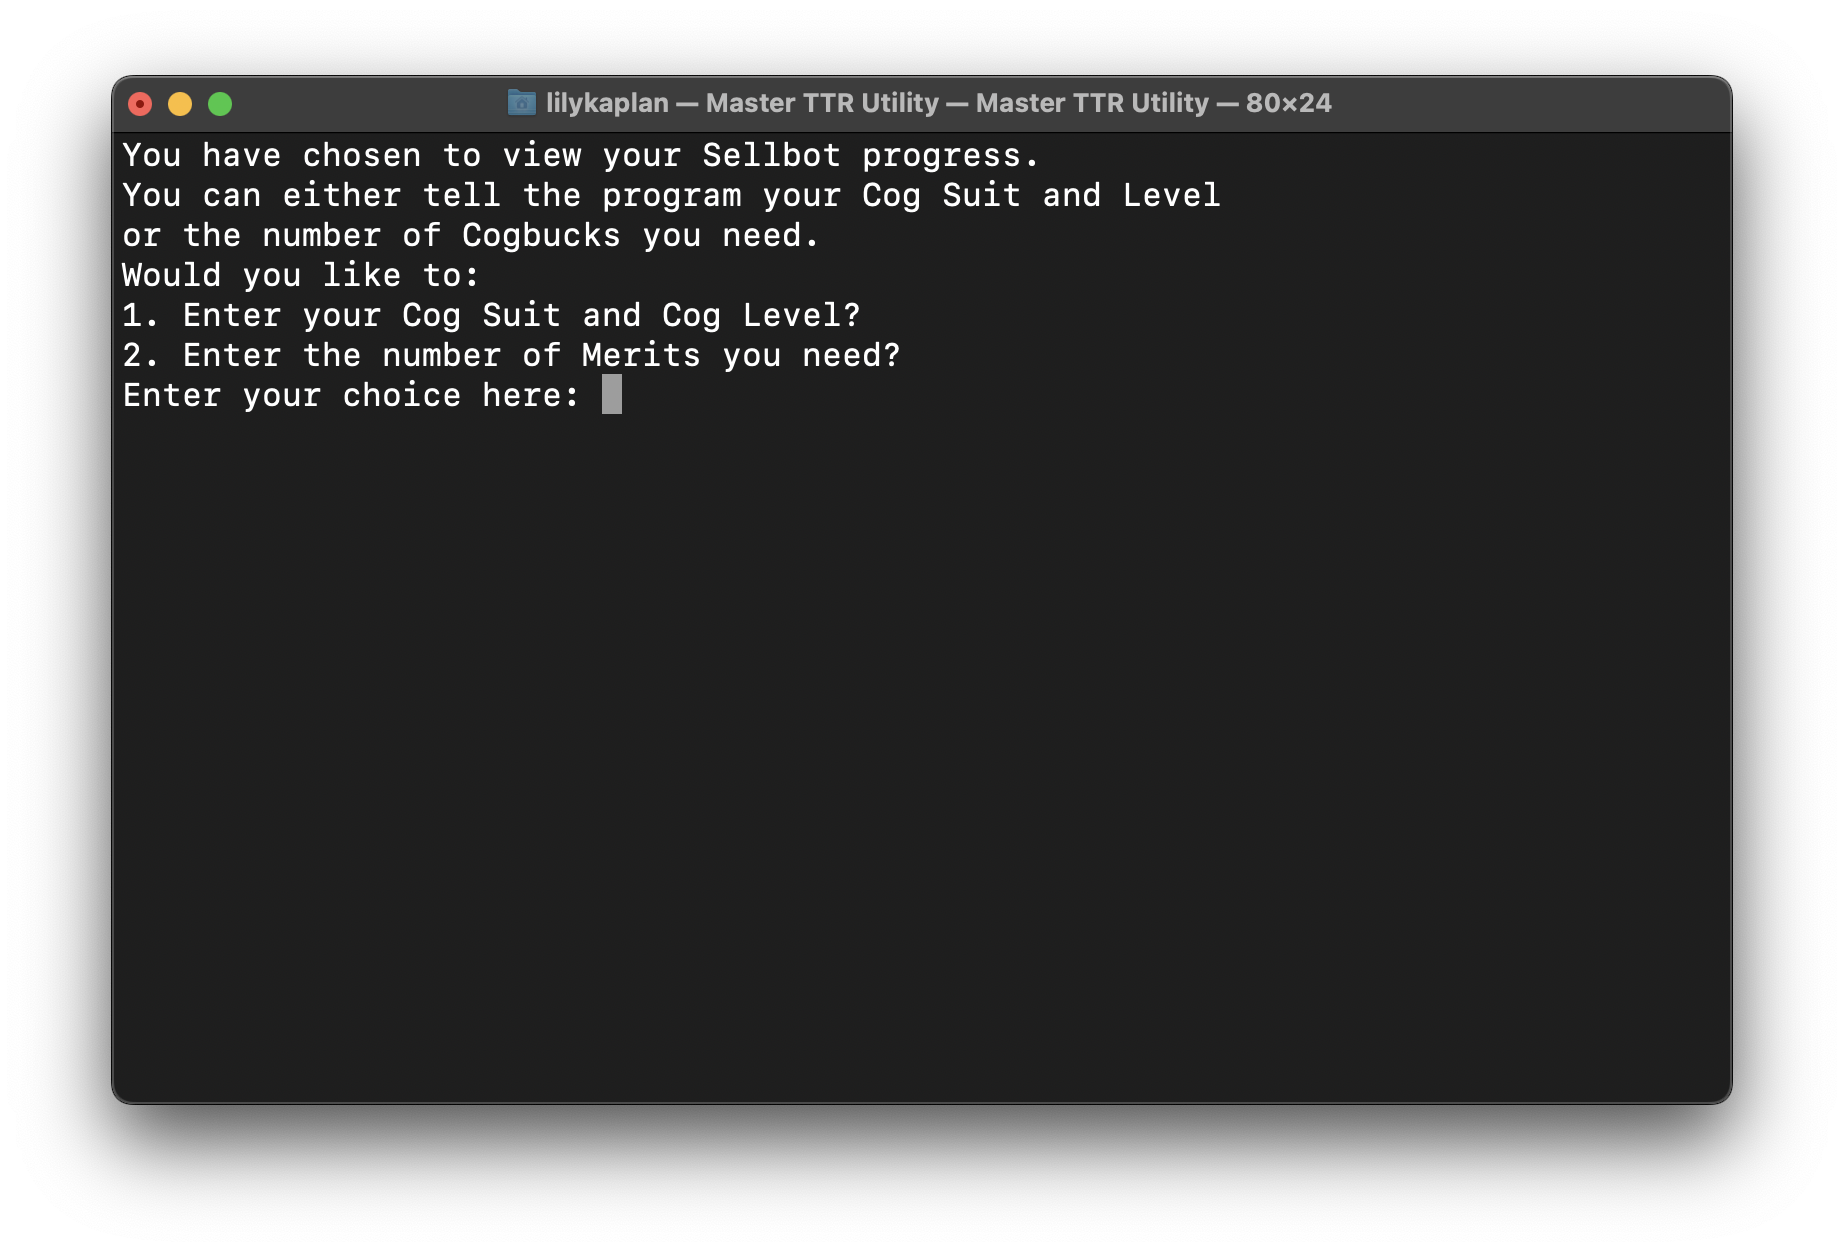 lilykaplan — Master TTR Utility — Master TTR Utility — 80×24
You have chosen to view your Sellbot progress.
You can either tell the program your Cog Suit and Level
or the number of Cogbucks you need.
Would you like to:
1. Enter your Cog Suit and Cog Level?
2. Enter the number of Merits you need?
Enter your choice here: